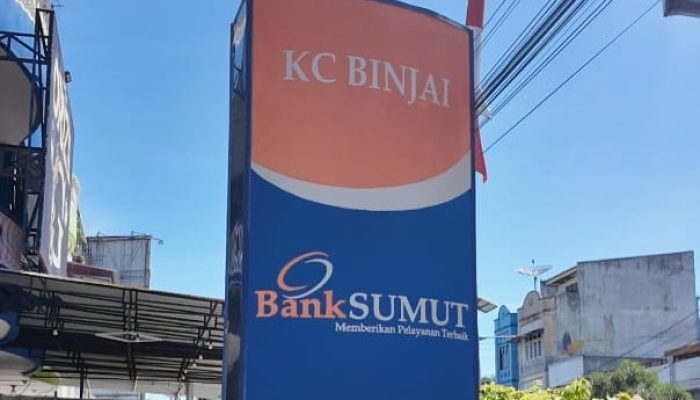 KC BINJAI
BankSUMUT
Memberikan Pelayanan Terbaik